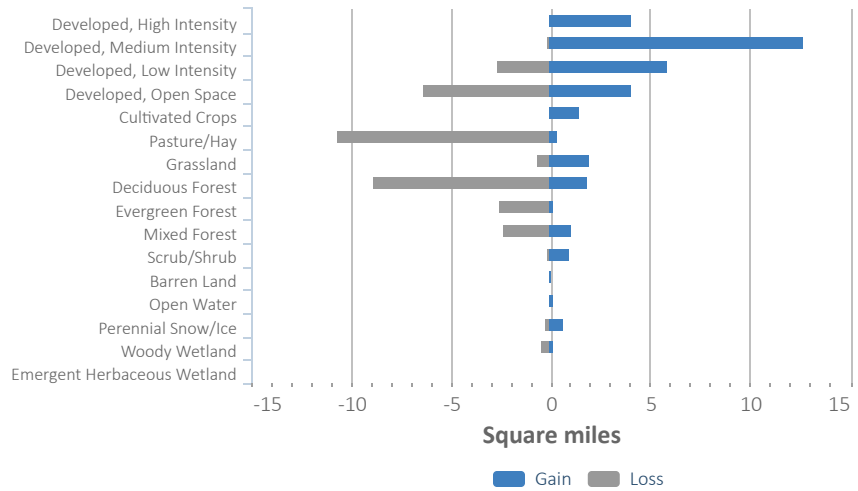 Developed, High Intensity
Developed, Medium Intensity
Developed, Low Intensity
Developed, Open Space
Cultivated Crops
Pasture/Hay
Grassland
Deciduous Forest
Evergreen Forest
Mixed Forest
Scrub/Shrub
Barren Land
Open Water
Perennial Snow/Ice
Woody Wetland
Emergent Herbaceous Wetland
-15 -10 -5 0 5 10 15
Square miles
Gain Loss